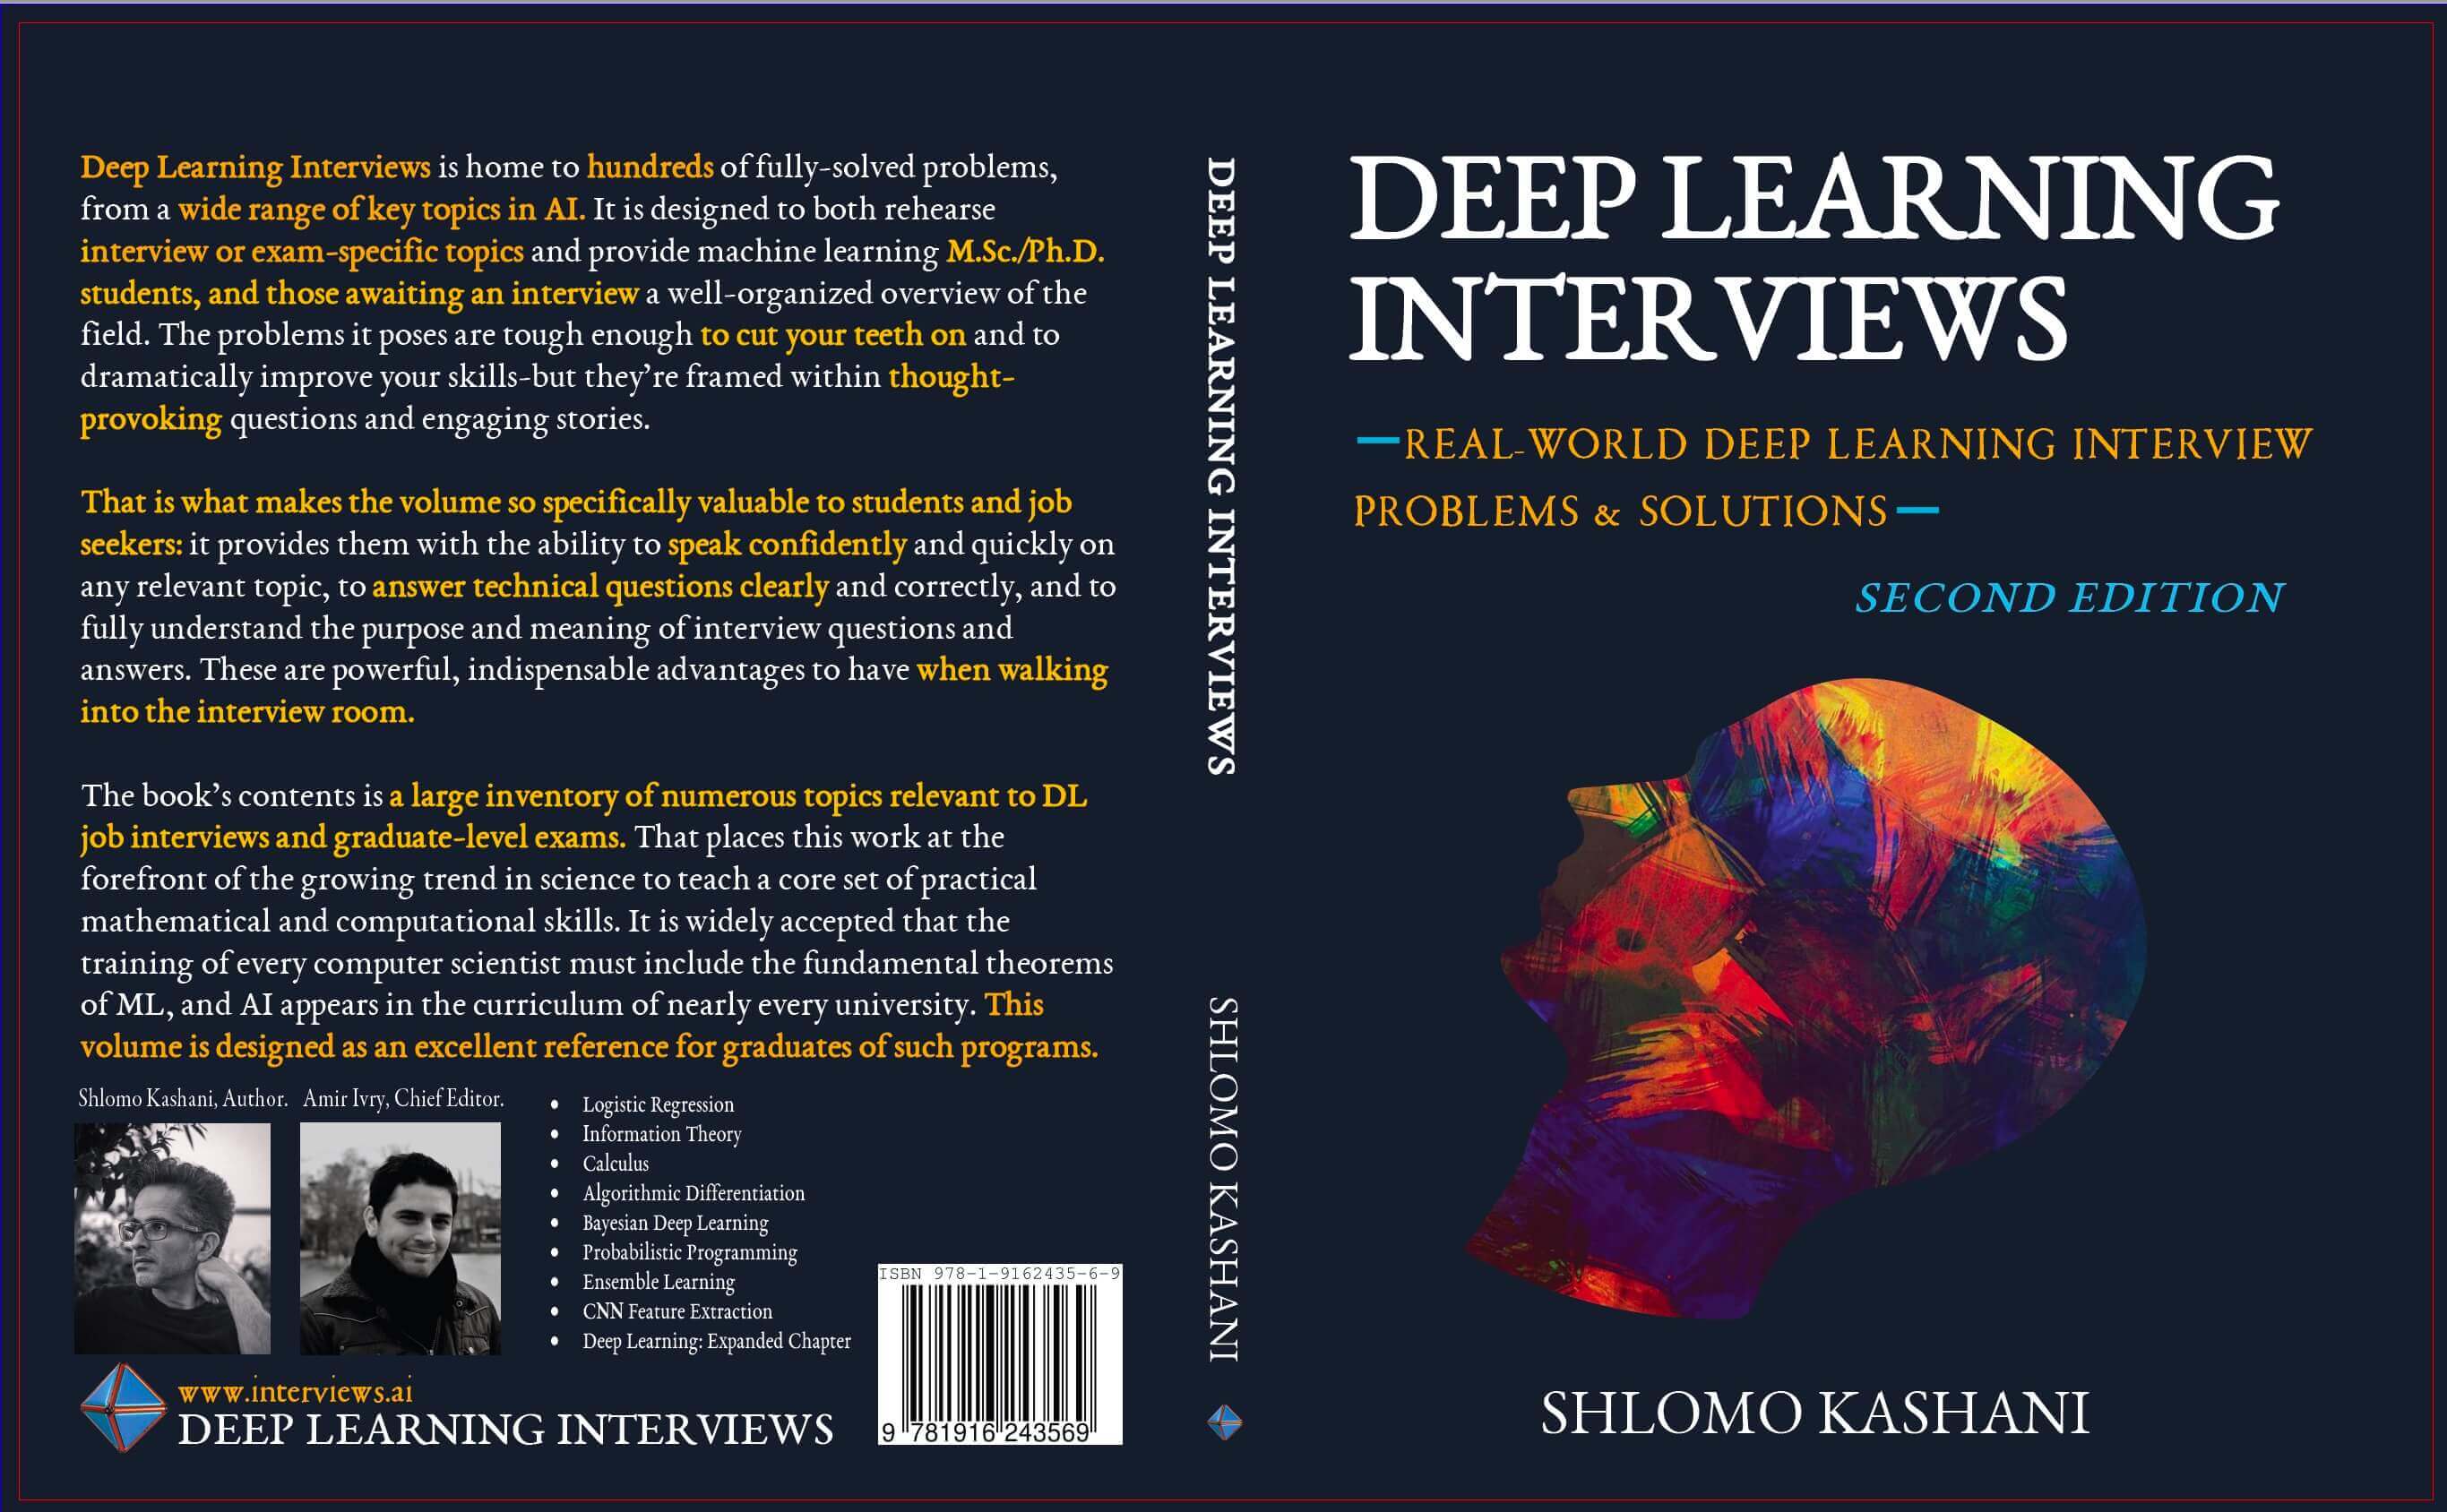 Deep Learning Interviews is home to hundreds of fully-solved problems,
from a wide range of key topics in AI. It is designed to both rehearse
interview or exam-specific topics and provide machine learning M.Sc./Ph.D.
students, and those awaiting an interview a well-organized overview of the
field. The problems it poses are tough enough to cut your teeth on and to
dramatically improve your skills-but they're framed within thought-
provoking questions and engaging stories.
That is what makes the volume so specifically valuable to students and job
seekers: it provides them with the ability to speak confidently and quickly on
any relevant topic, to answer technical questions clearly and correctly, and to
fully understand the purpose and meaning of interview questions and
answers. These are powerful, indispensable advantages to have when walking
into the interview room.
The book's contents is a large inventory of numerous topics relevant to DL
job interviews and graduate-level exams. That places this work at the
forefront of the growing trend in science to teach a core set of practical
mathematical and computational skills. It is widely accepted that the
training of every computer scientist must include the fundamental theorems
of ML, and AI appears in the curriculum of nearly every university. This
volume is designed as an excellent reference for graduates of such programs.
Shlomo Kashani, Author. Amir Ivry, Chief Editor.
• Logistic Regression
• Information Theory
• Calculus
• Algorithmic Differentiation
• Bayesian Deep Learning
• Probabilistic Programming
• Ensemble Learning
• CNN Feature Extraction
• Deep Learning: Expanded Chapter
www.interviews.ai
DEEP LEARNING INTERVIEWS
ISBN 978-1-9162435-6-9
9 781916 243569
DEEP LEARNING INTERVIEWS
SHLOMO KASHANI
DEEP LEARNING
INTERVIEWS
—REAL-WORLD DEEP LEARNING INTERVIEW
PROBLEMS & SOLUTIONS—
SECOND EDITION
SHLOMO KASHANI